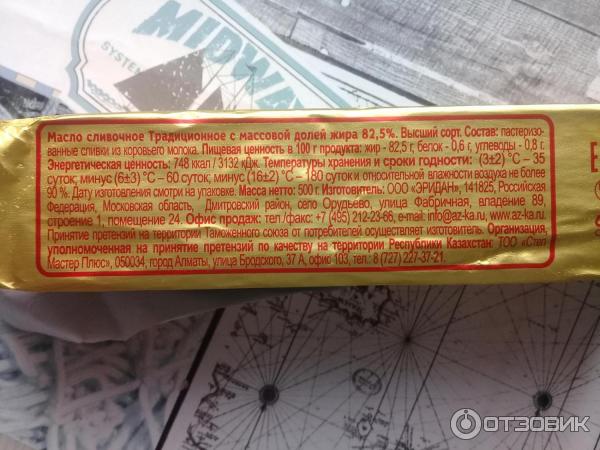 MIDWAY
SYSTEM
Масло сливочное Традиционное с массовой долей жира 82,5%. Высший сорт. Состав: пастеризо-
ванные сливки из коровьего молока. Пищевая ценность в 100 г продукта: жир - 82,5 г, белок - 0,6 г, углеводы - 0,8 г.
Энергетическая ценность: 748 ккал / 3132 кДж. Температуры хранения и сроки годности: (3±2) °С – 35
суток; минус (6±3) °С – 60 суток; минус (16±2) °С – 180 суток и относительной влажности воздуха не более
90 %. Дату изготовления смотри на упаковке. Масса нетто: 500 г. Изготовитель: ООО «ЭРИДАН», 141825, Российская
Федерация, Московская область, Дмитровский район, село Орудьево, улица Фабричная, владение 89,
строение 1, помещение 24. Офис продаж: тел./факс: +7 (495) 212-23-66, e-mail: info@az-ka.ru, www.az-ka.ru.
Принятие претензий на территории Таможенного союза от потребителей осуществляет изготовитель. Организация,
уполномоченная на принятие претензий по качеству на территории Республики Казахстан: ТОО «Степ
Мастер Плюс», 050034, город Алматы, улица Бродского, 37 А, офис 103, тел.: 8 (727) 227-37-21.
ОТЗОВИК